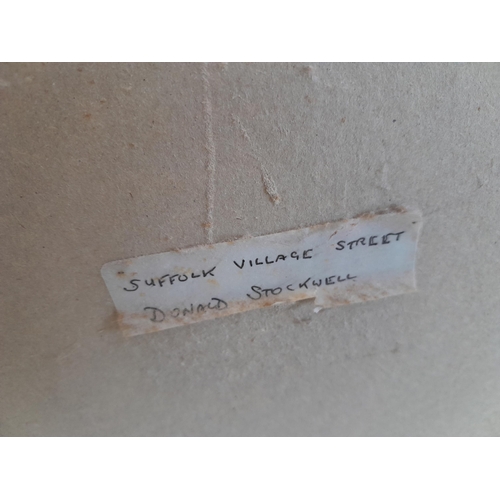 SUFFOLK VILLAGE STREET
DONALD STOCKWELL